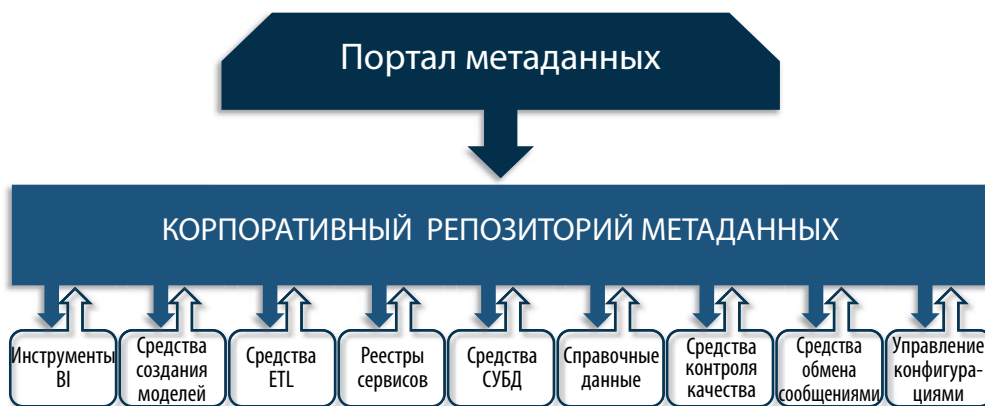 Портал метаданных
КОРПОРАТИВНЫЙ РЕПОЗИТОРИЙ МЕТАДАННЫХ
Инструменты
BI
Средства
создания
моделей
Средства
ETL
Реестры
сервисов
Средства
СУБД
Справочные
данные
Средства
контроля
качества
Средства
обмена
сообщениями
Управление
конфигура-
циями